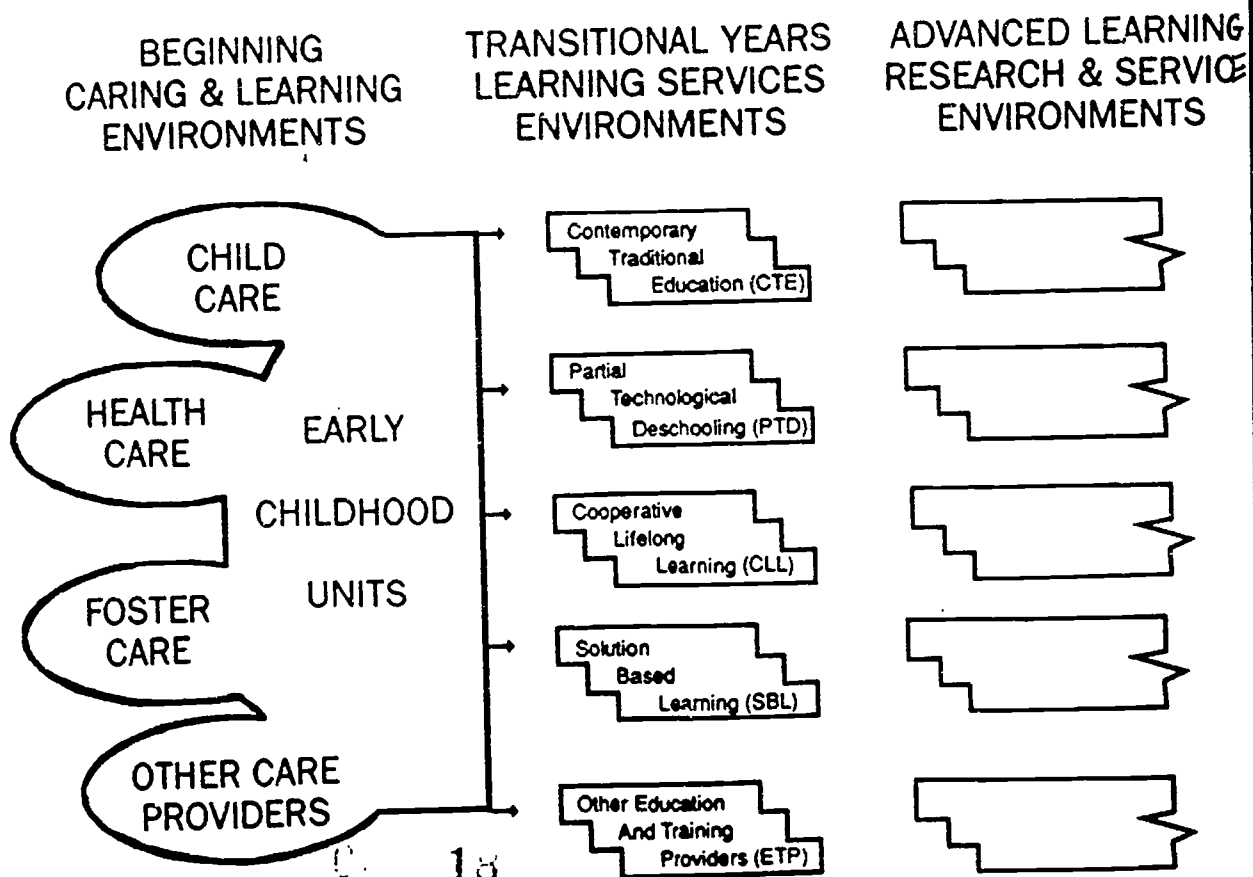 BEGINNING
CARING & LEARNING
ENVIRONMENTS
TRANSITIONAL YEARS
LEARNING SERVICES
ENVIRONMENTS
ADVANCED LEARNING
RESEARCH & SERVICE
ENVIRONMENTS
CHILD
CARE
HEALTH
CARE
FOSTER
CARE
OTHER CARE
PROVIDERS
EARLY
CHILDHOOD
UNITS
Contemporary
Traditional
Education (CTE)
Partial
Technological
Deschooling (PTD)
Cooperative
Lifelong
Learning (CLL)
Solution
Based
Learning (SBL)
Other Education
And Training
Providers (ETP)
18